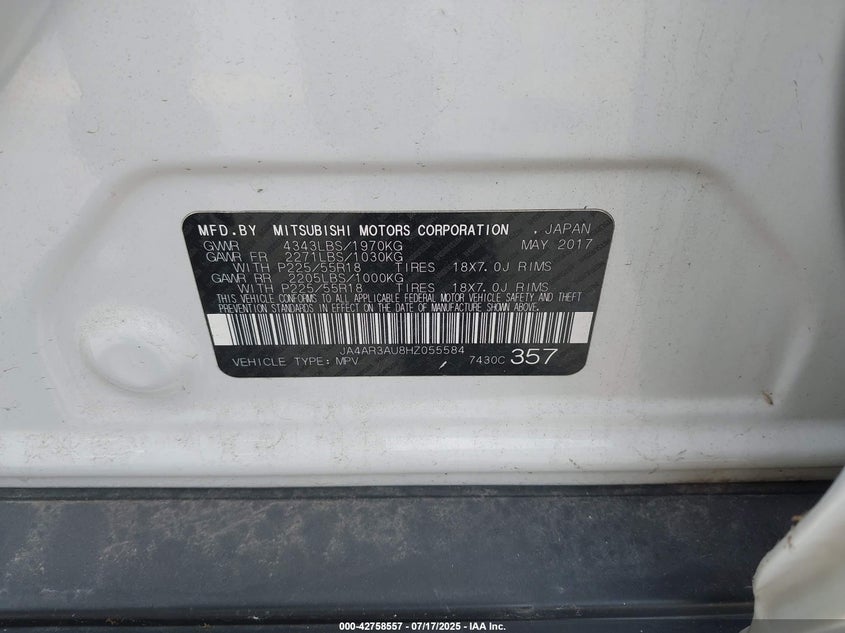 MFD.BY MITSUBISHI MOTORS CORPORATION , JAPAN
GVWR 4343LBS/1970KG MAY 2017
GAWR FR 2271LBS/1030KG
WITH P225/55R18 TIRES 18X7.0J RIMS
GAWR RR 2205LBS/1000KG
WITH P225/55R18 TIRES 18X7.0J RIMS
THIS VEHICLE CONFORMS TO ALL APPLICABLE FEDERAL MOTOR VEHICLE SAFETY AND THEFT
PREVENTION STANDARDS IN EFFECT ON THE DATE OF MANUFACTURE SHOWN ABOVE.
JA4AR3AU8HZ055584
VEHICLE TYPE: MPV 7430C 357
000-42758557 - 07/17/2025 - IAA Inc.